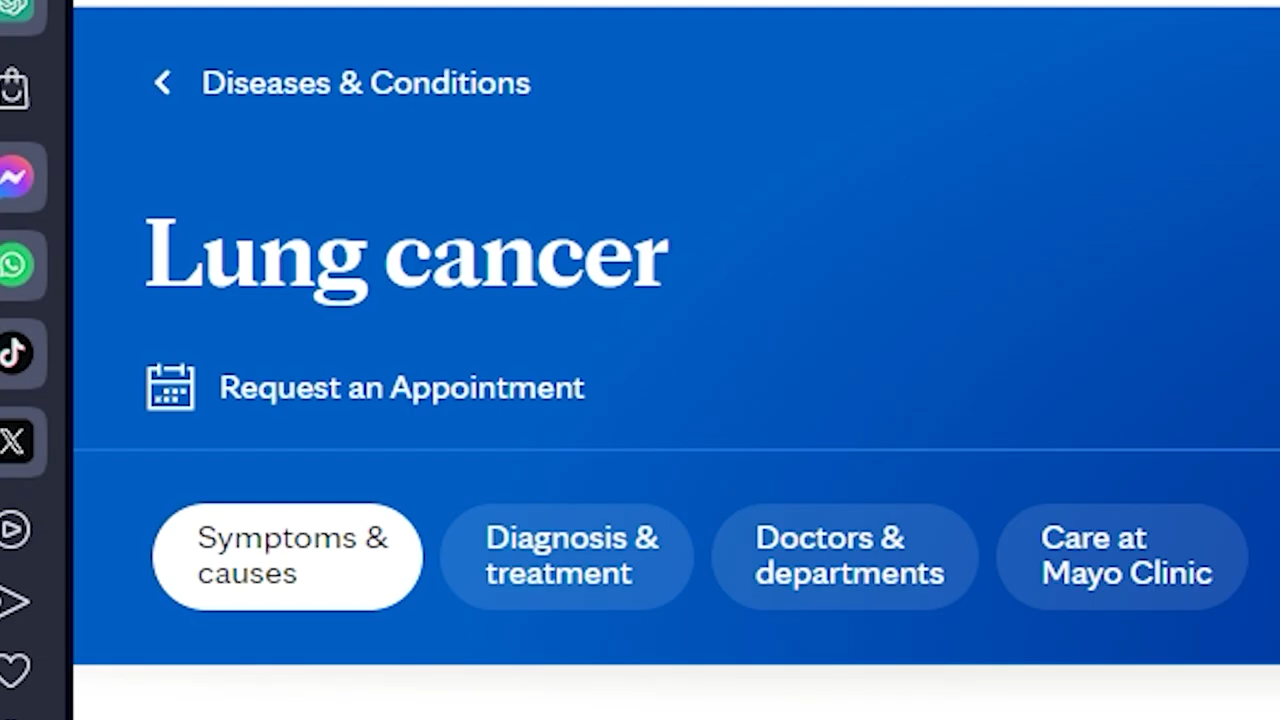 Diseases & Conditions
Lung cancer
Request an Appointment
Symptoms &
causes
Diagnosis &
treatment
Doctors &
departments
Care at
Mayo Clinic